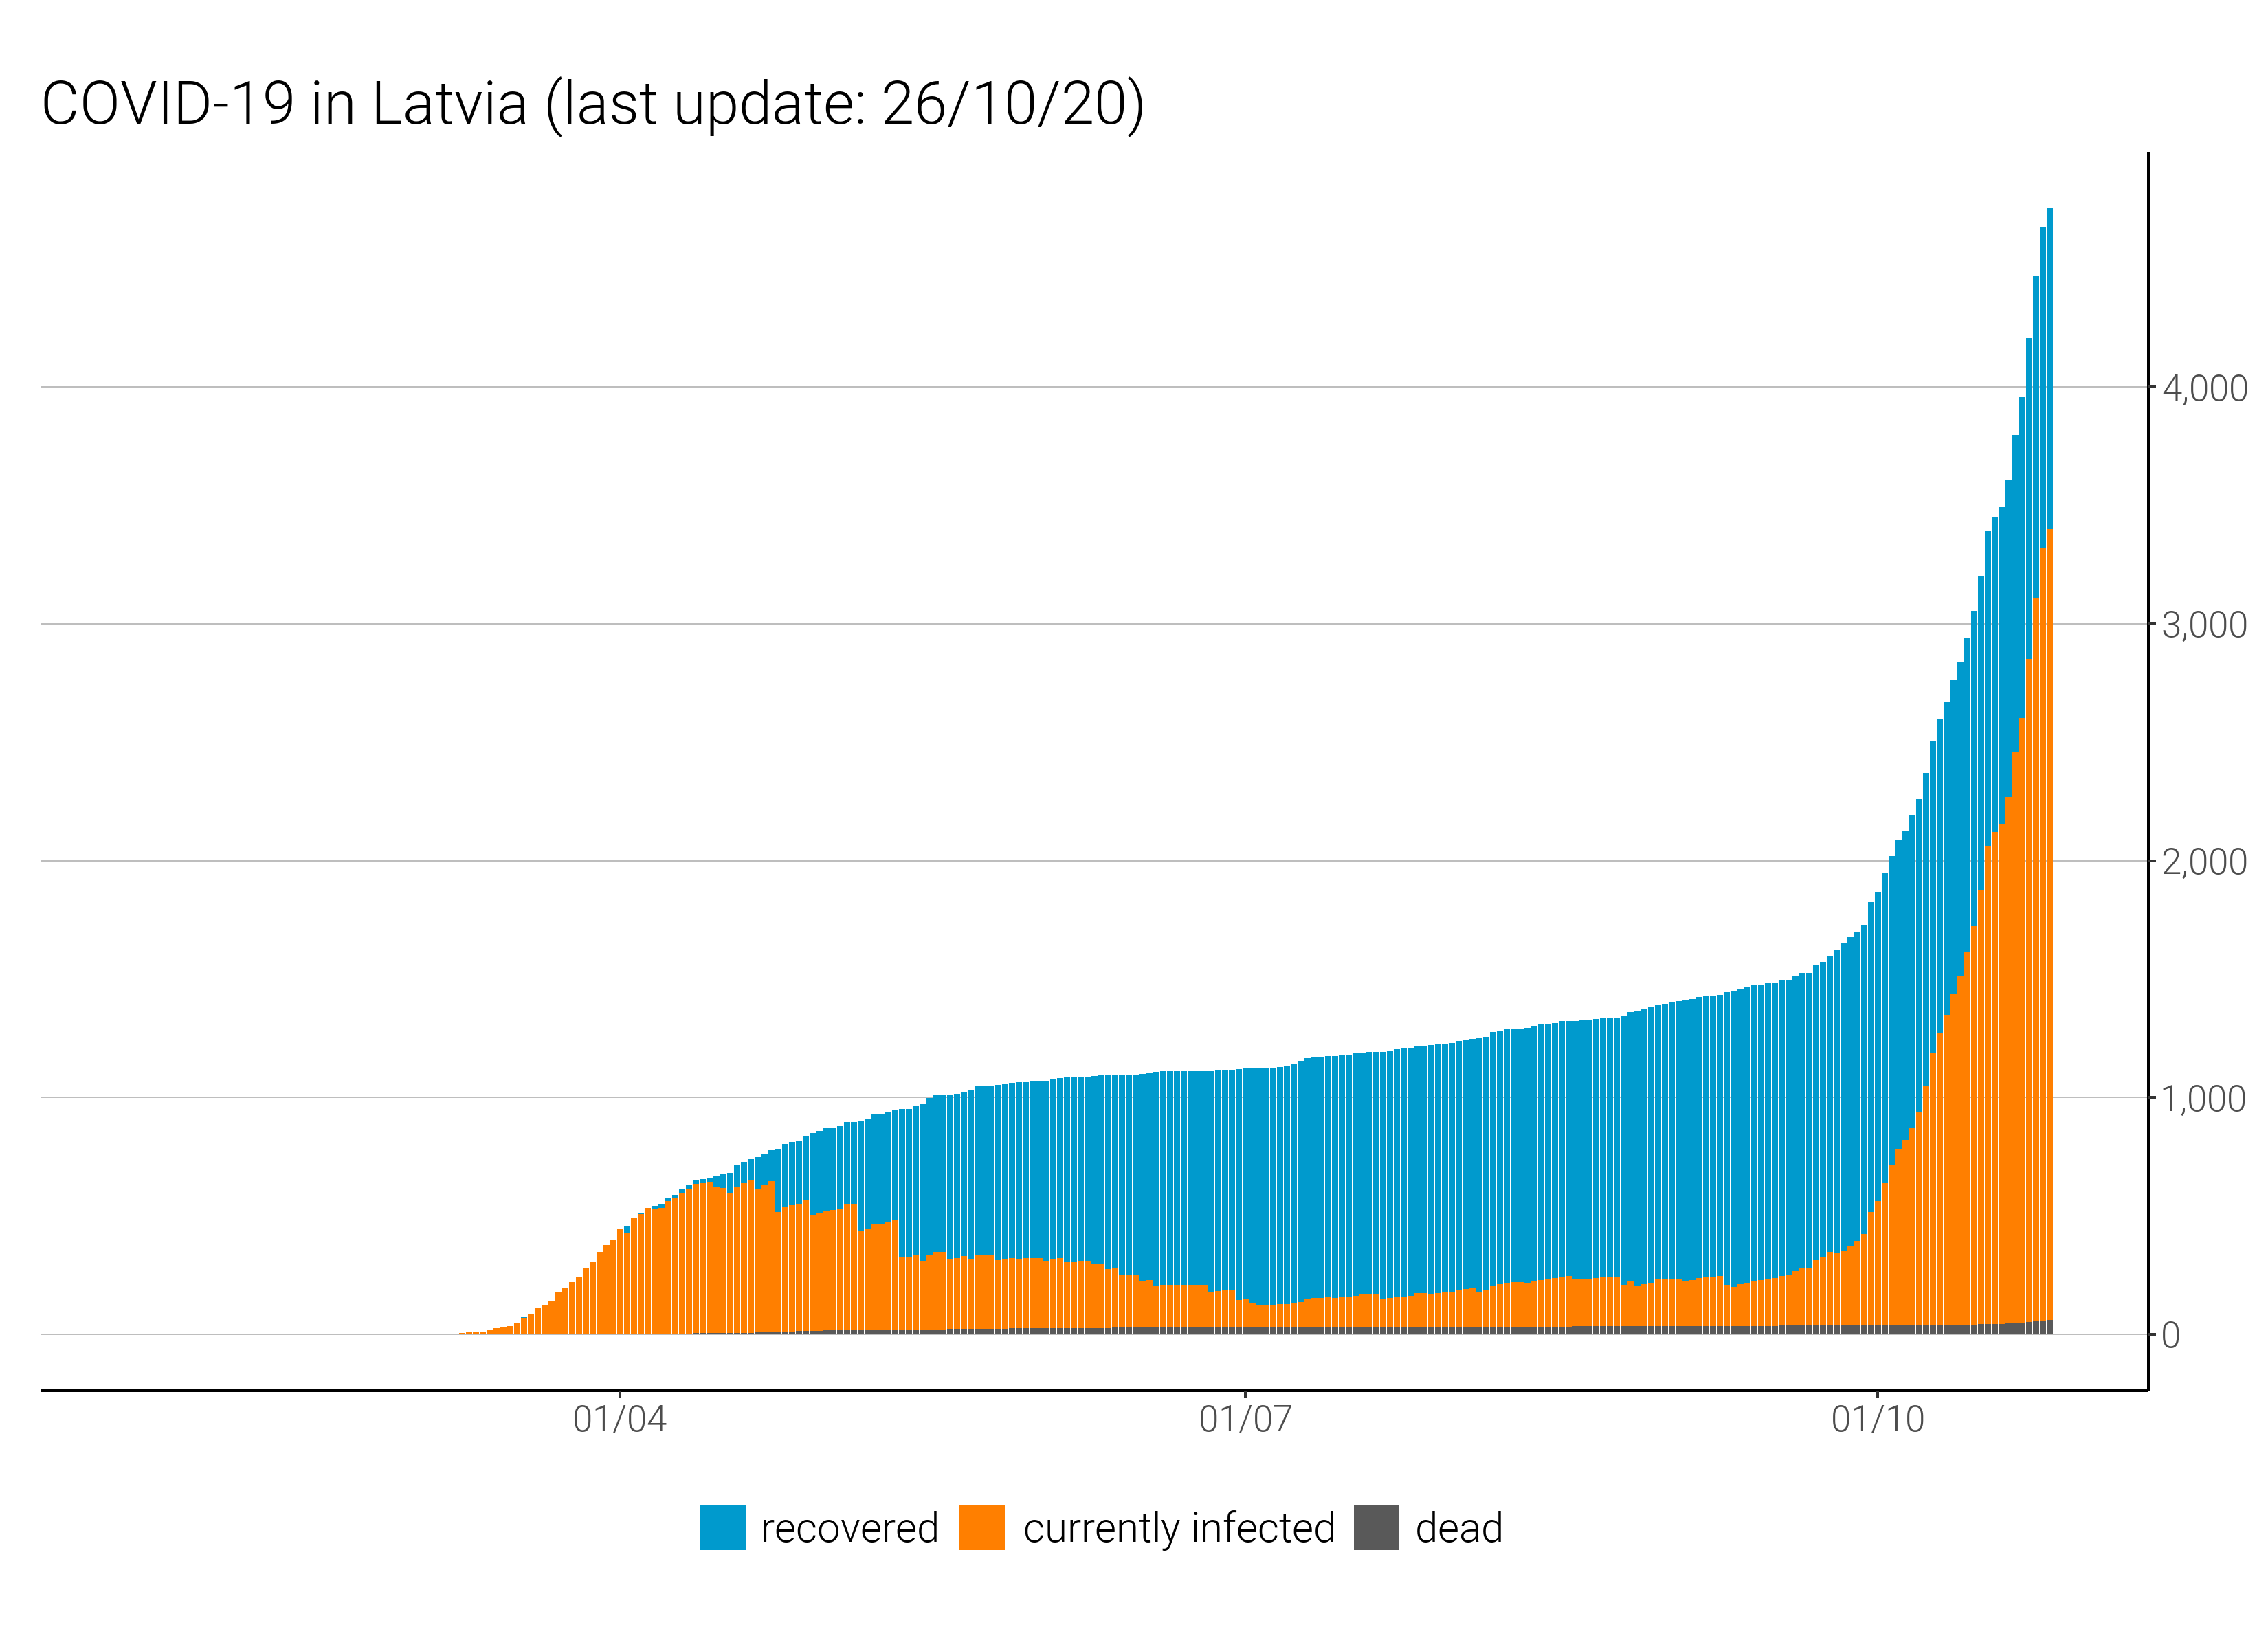 COVID-19 in Latvia (last update: 26/10/20)
4,000
3,000
2,000
1,000
0
01/04 01/07 01/10
recovered currently infected dead